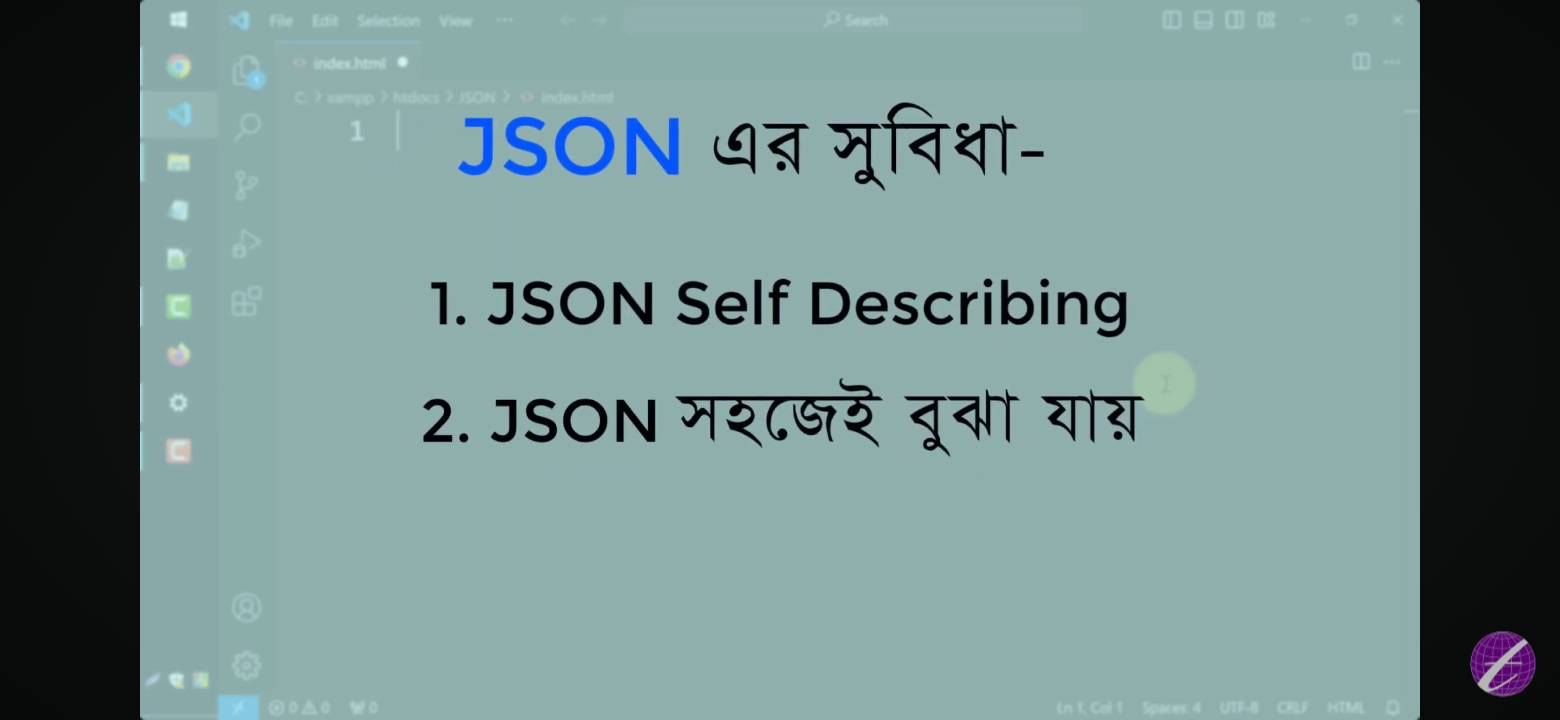 File Edit Selection View ··· Search
index.html
C: > xampp > htdocs > JSON > index.html
1
JSON এর সুবিধা-
1. JSON Self Describing
2. JSON সহজেই বুঝা যায়
0 0 0 Ln 1, Col 1 Spaces: 4 UTF-8 CRLF HTML